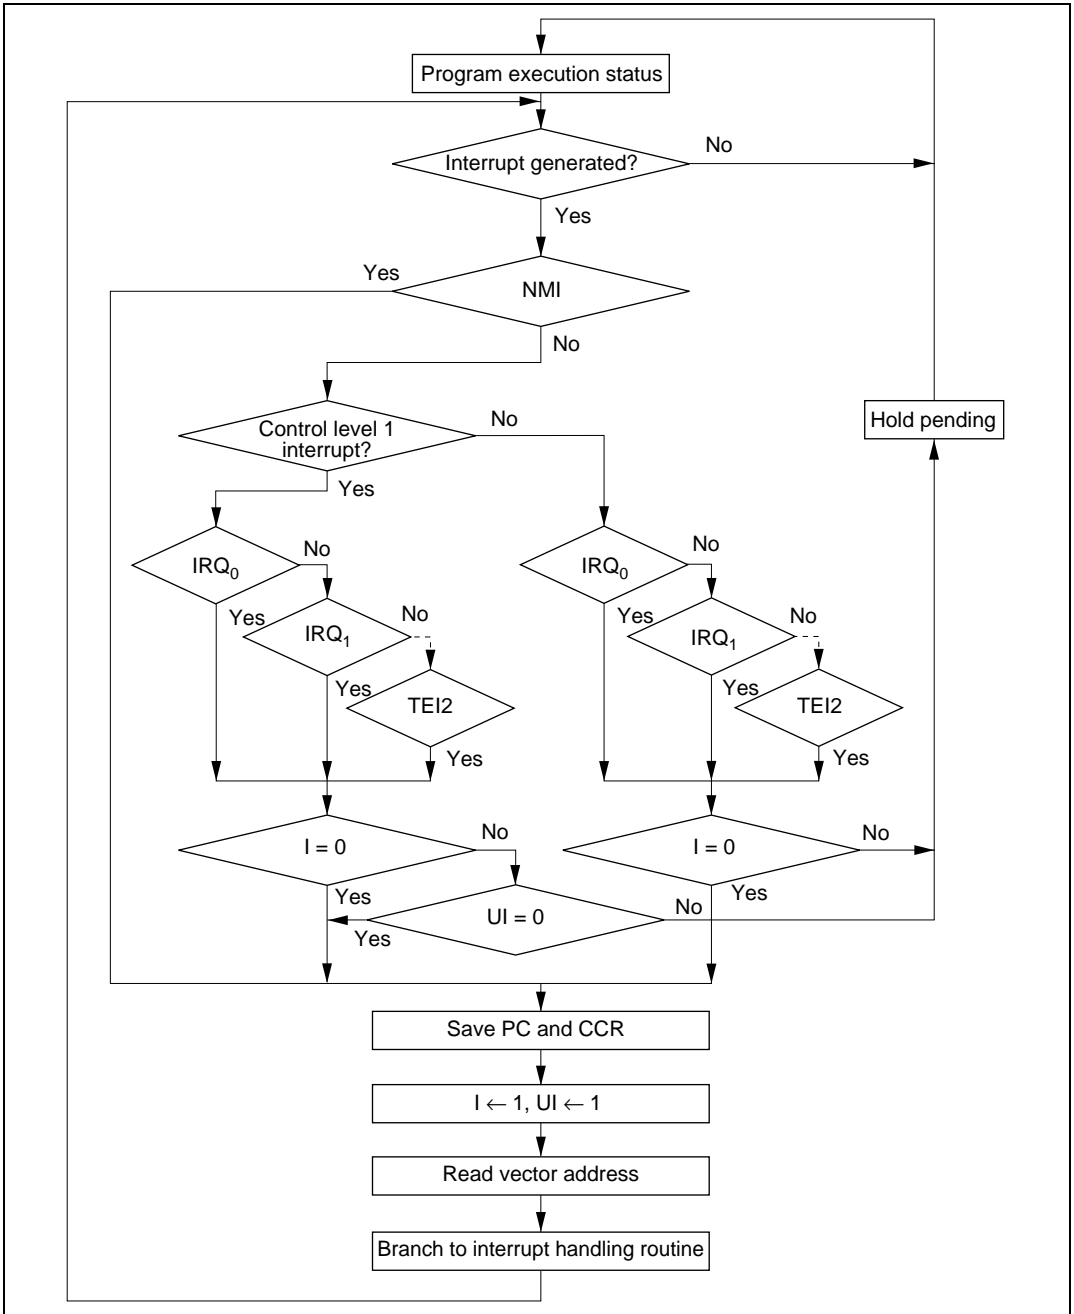 Program execution status
Interrupt generated?
No
Yes
Yes
NMI
No
Control level 1
interrupt?
No
Hold pending
Yes
IRQ0
No
IRQ0
No
Yes
IRQ1
No
Yes
IRQ1
No
Yes
TEI2
Yes
TEI2
Yes
Yes
I = 0
No
I = 0
No
Yes
Yes
UI = 0
No
Yes
Save PC and CCR
I ← 1, UI ← 1
Read vector address
Branch to interrupt handling routine